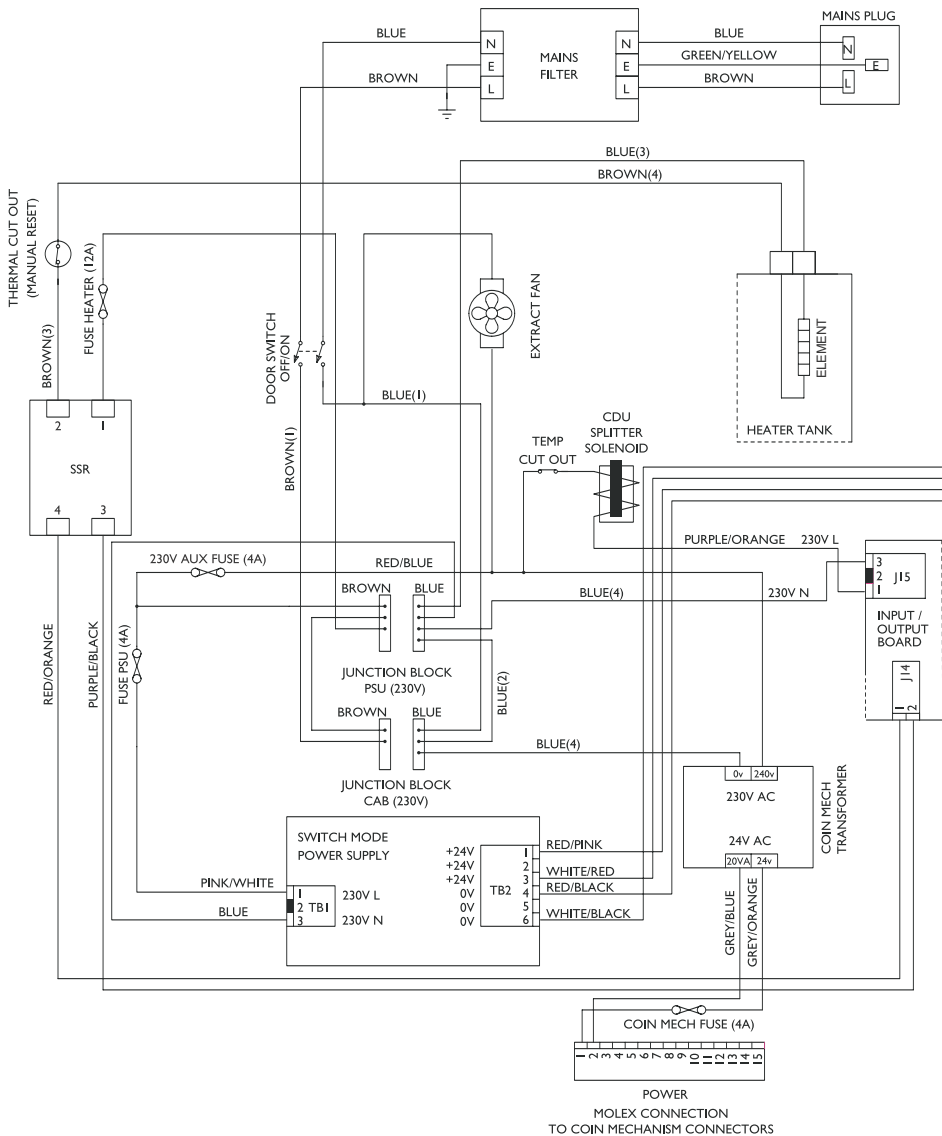 MAINS PLUG
BLUE
BLUE
N
N
N
GREEN/YELLOW
E
MAINS
FILTER
E
E
BROWN
BROWN
L
L
L
BLUE(3)
BROWN(4)
THERMAL CUT OUT
(MANUAL RESET)
FUSE HEATER (12A)
EXTRACT FAN
DOOR SWITCH
OFF/ON
ELEMENT
HEATER TANK
BROWN(3)
BLUE(1)
BROWN(1)
2
1
SSR
4
3
TEMP
CUT OUT
CDU
SPLITTER
SOLENOID
PURPLE/ORANGE
230V L
230V AUX FUSE (4A)
RED/BLUE
3
2
1
J15
BROWN
BLUE
BLUE(4)
230V N
INPUT /
OUTPUT
BOARD
J14
1
2
RED/ORANGE
PURPLE/BLACK
FUSE PSU (4A)
JUNCTION BLOCK
PSU (230V)
BLUE(2)
BROWN
BLUE
BLUE(4)
JUNCTION BLOCK
CAB (230V)
0v
240v
230V AC
24V AC
20VA
24v
COIN MECH
TRANSFORMER
SWITCH MODE
POWER SUPPLY
+24V
+24V
+24V
0V
0V
0V
TB2
1
2
3
4
5
6
RED/PINK
WHITE/RED
RED/BLACK
WHITE/BLACK
PINK/WHITE
BLUE
1
2
3
TB1
230V L
230V N
GREY/BLUE
GREY/ORANGE
COIN MECH FUSE (4A)
1
2
3
4
5
6
7
8
9
10
11
12
13
14
15
POWER
MOLEX CONNECTION
TO COIN MECHANISM CONNECTORS